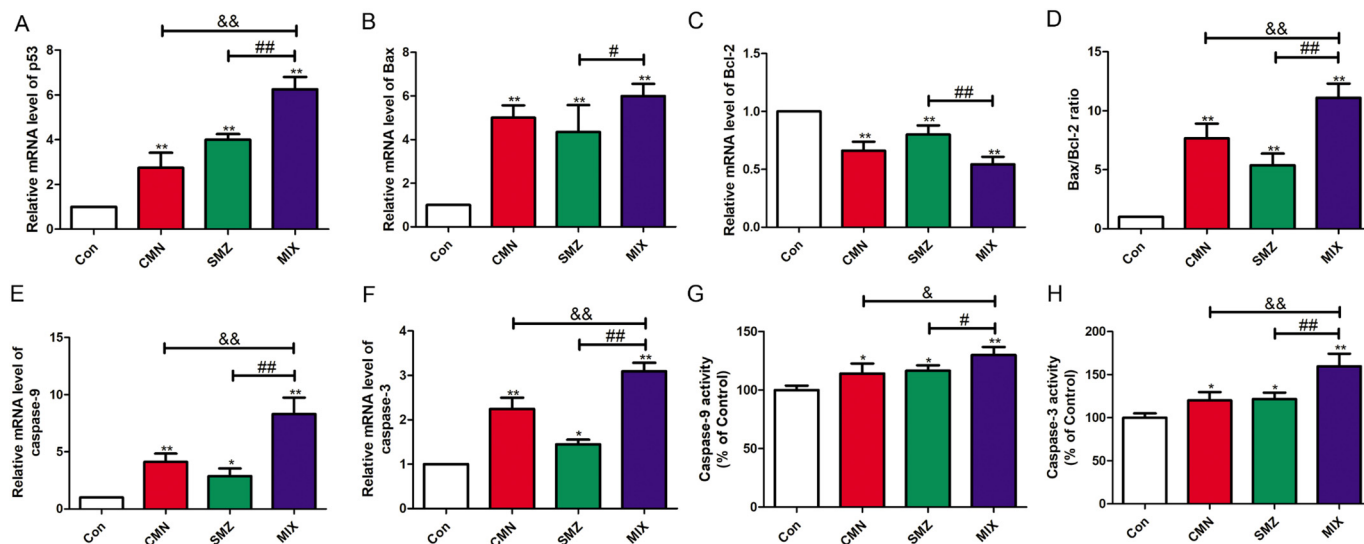 A
Relative mRNA level of p53
8
6
4
2
0
&&
##
**
**
**
Con
CMN
SMZ
MIX
B
Relative mRNA level of Bax
8
6
4
2
0
#
**
**
**
Con
CMN
SMZ
MIX
C
Relative mRNA level of Bcl-2
1.5
1.0
0.5
0.0
##
**
**
**
Con
CMN
SMZ
MIX
D
Bax/Bcl-2 ratio
15
10
5
0
&&
##
**
**
**
Con
CMN
SMZ
MIX
E
Relative mRNA level of
caspase-9
15
10
5
0
&&
##
**
*
**
Con
CMN
SMZ
MIX
F
Relative mRNA level of
caspase-3
4
3
2
1
0
&&
##
**
*
**
Con
CMN
SMZ
MIX
G
Caspase-9 activity
(% of Control)
150
100
50
0
&
#
*
*
**
Con
CMN
SMZ
MIX
H
Caspase-3 activity
(% of Control)
200
150
100
50
0
&&
##
*
*
**
Con
CMN
SMZ
MIX